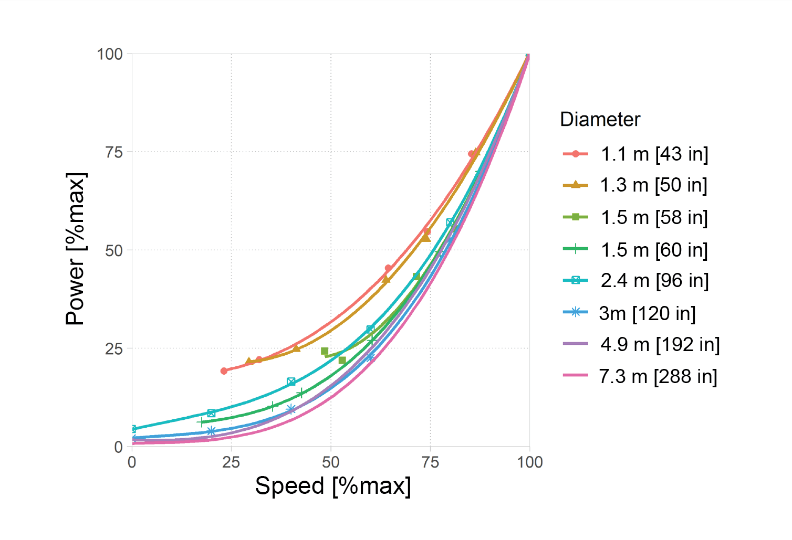 100
75
50
25
0
0 25 50 75 100
Power [%max]
Speed [%max]
Diameter
1.1 m [43 in]
1.3 m [50 in]
1.5 m [58 in]
1.5 m [60 in]
2.4 m [96 in]
3m [120 in]
4.9 m [192 in]
7.3 m [288 in]